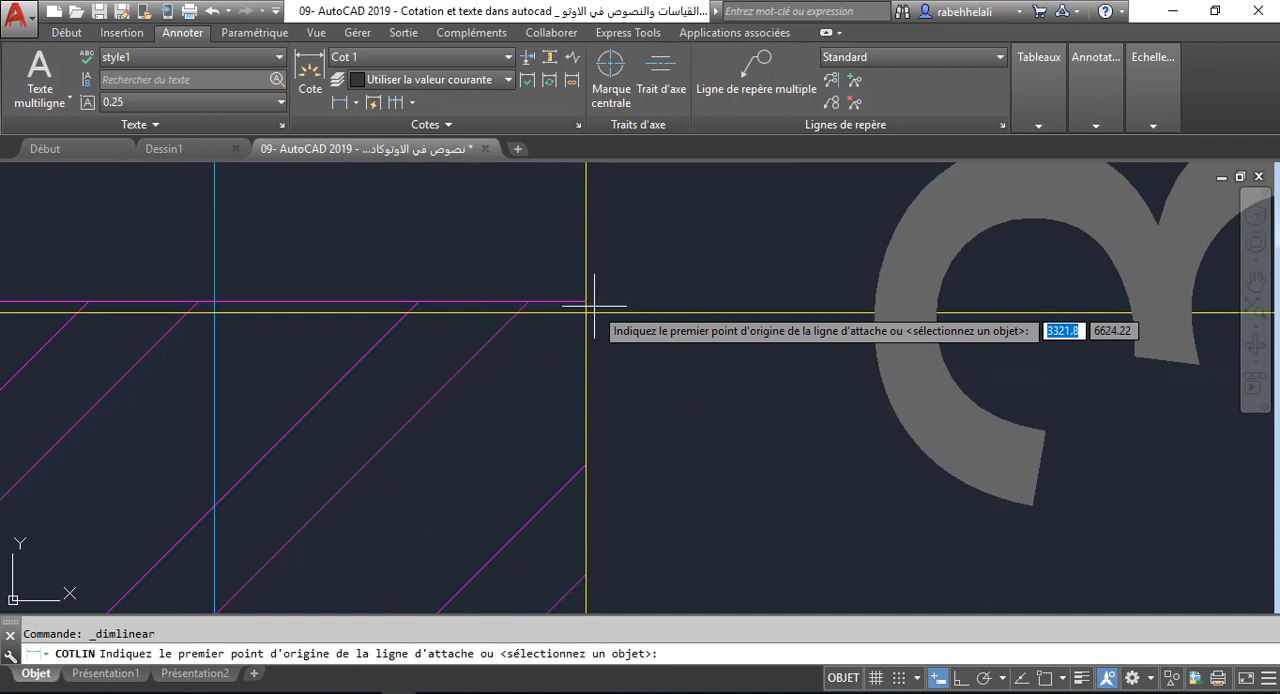 09- AutoCAD 2019 - Cotation et texte dans autocad _ القياسات والنصوص في الاوتو...
Entrez mot-clé ou expression
rabehhelali
Début
Insertion
Annoter
Paramétrique
Vue
Gérer
Sortie
Compléments
Collaborer
Express Tools
Applications associées
A
Texte
multiligne
style1
Rechercher du texte
0.25
Texte
Cote
Cot 1
Utiliser la valeur courante
Cotes
Marque
centrale
Trait d'axe
Traits d'axe
Ligne de repère multiple
Standard
Lignes de repère
Tableaux
Annotat...
Echelle...
Début
Dessin1
09- AutoCAD 2019 - ...نصوص في الاوتوكاد *
Indiquez le premier point d'origine de la ligne d'attache ou <sélectionnez un objet>:
3321.8
6624.22
Y
X
Commande: _dimlinear
COTLIN Indiquez le premier point d'origine de la ligne d'attache ou <sélectionnez un objet>:
Objet
Présentation1
Présentation2
OBJET